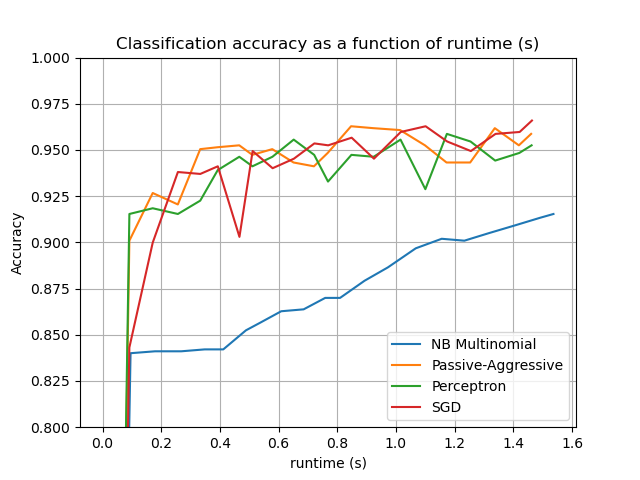 Classification accuracy as a function of runtime (s)
1.000
0.975
0.950
0.925
0.900
0.875
0.850
0.825
0.800
Accuracy
NB Multinomial
Passive-Aggressive
Perceptron
SGD
0.0 0.2 0.4 0.6 0.8 1.0 1.2 1.4 1.6
runtime (s)